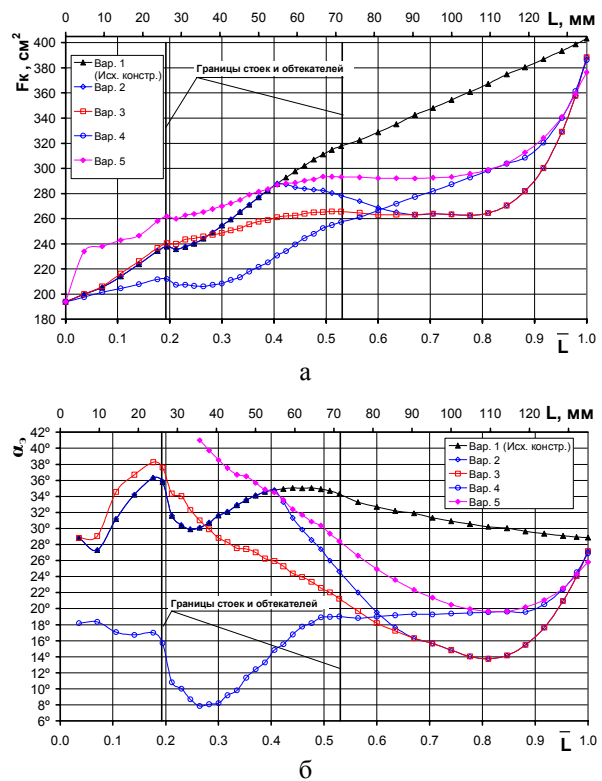 0 10 20 30 40 50 60 70 80 90 100 110 120 L, мм
Fк, см²
400
380
360
340
320
300
280
260
240
220
200
180
Вар. 1
(Исх. констр.)
Вар. 2
Вар. 3
Вар. 4
Вар. 5
Границы стоек и обтекателей
0.0 0.1 0.2 0.3 0.4 0.5 0.6 0.7 0.8 0.9 1.0
L̅
а
0 10 20 30 40 50 60 70 80 90 100 110 120 L, мм
αэ
42°
40°
38°
36°
34°
32°
30°
28°
26°
24°
22°
20°
18°
16°
14°
12°
10°
8°
6°
Вар. 1 (Исх. констр.)
Вар. 2
Вар. 3
Вар. 4
Вар. 5
Границы стоек и обтекателей
0.0 0.1 0.2 0.3 0.4 0.5 0.6 0.7 0.8 0.9 1.0
L̅
б